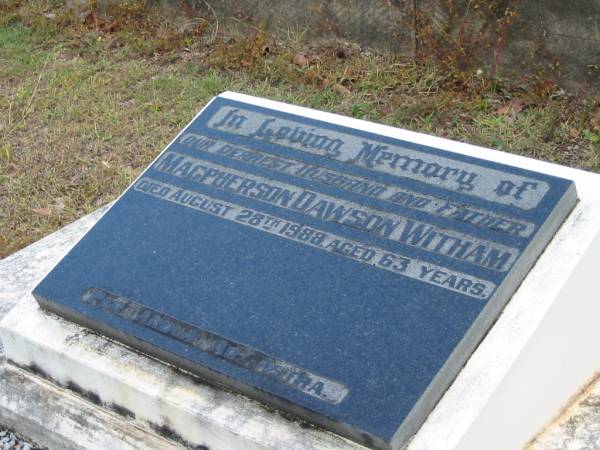 In Loving Memory of
OUR DEAREST HUSBAND AND FATHER
MACPHERSON DAWSON WITHAM
DIED AUGUST 28TH 1988 AGED 63 YEARS.